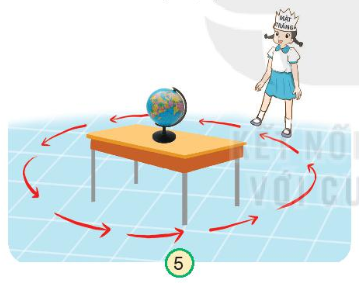 MẶT
TRĂNG
KẾT NỐI
VỚI CU
5